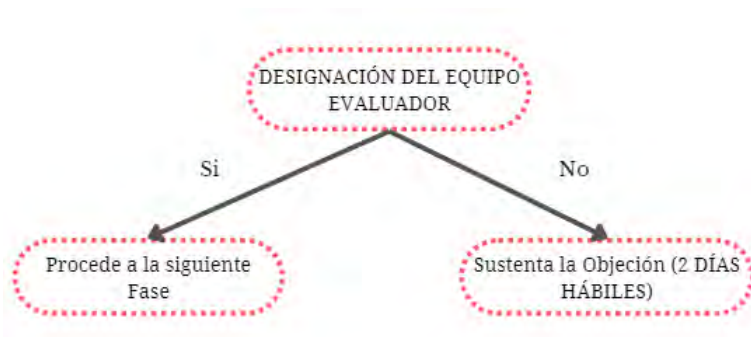 DESIGNACIÓN DEL EQUIPO
EVALUADOR
Si
No
Procede a la siguiente
Fase
Sustenta la Objeción (2 DÍAS
HÁBILES)